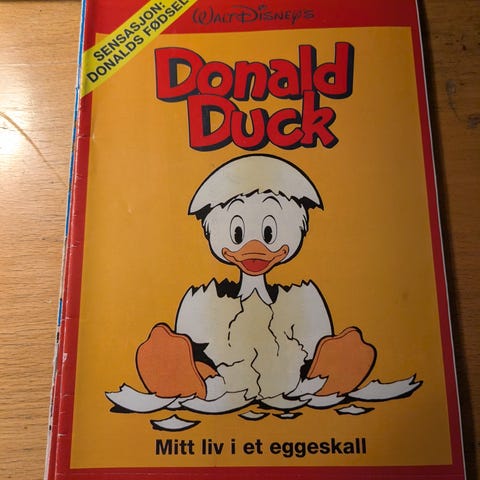 SENSASJON:
DONALDS FØDSEL
WALT DISNEY'S
Donald
Duck
Mitt liv i et eggeskall